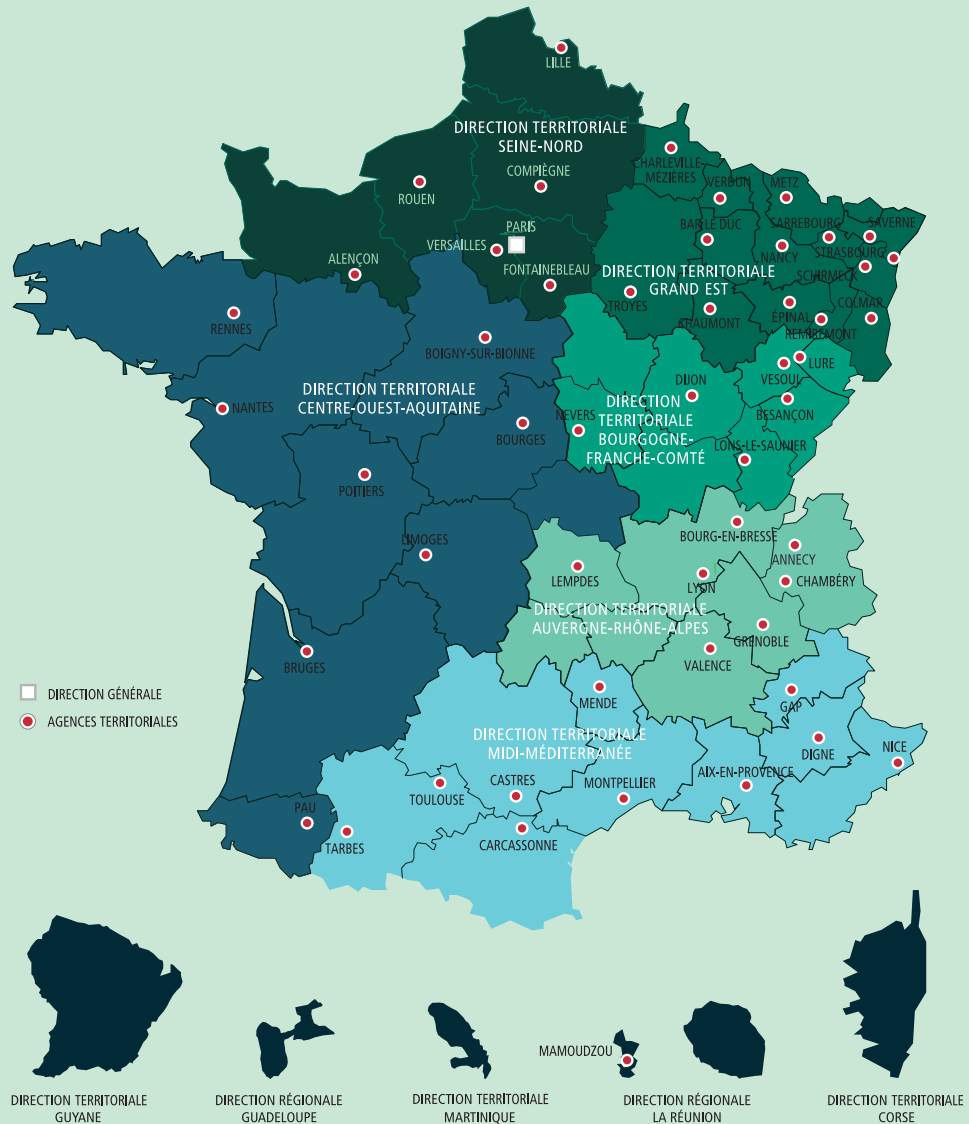 LILLE
DIRECTION TERRITORIALE
SEINE-NORD
COMPIÈGNE
ROUEN
PARIS
VERSAILLES
FONTAINEBLEAU
ALENÇON
CHARLEVILLE-
MÉZIÈRES
VERDUN
METZ
BAR LE DUC
SARREBOURG
SAVERNE
NANCY
STRASBOURG
SCHIRMECK
DIRECTION TERRITORIALE
GRAND EST
TROYES
CHAUMONT
ÉPINAL
REMIREMONT
COLMAR
RENNES
BOIGNY-SUR-BIONNE
DIRECTION TERRITORIALE
CENTRE-OUEST-AQUITAINE
NANTES
BOURGES
POITIERS
LIMOGES
BRUGES
PAU
LURE
VESOUL
DIJON
DIRECTION
TERRITORIALE
BOURGOGNE-
FRANCHE-COMTÉ
NEVERS
BESANÇON
LONS-LE-SAUNIER
BOURG-EN-BRESSE
ANNECY
LEMPDES
LYON
CHAMBÉRY
DIRECTION TERRITORIALE
AUVERGNE-RHÔNE-ALPES
GRENOBLE
VALENCE
MENDE
GAP
DIRECTION TERRITORIALE
MIDI-MÉDITERRANÉE
DIGNE
NICE
AIX-EN-PROVENCE
MONTPELLIER
CASTRES
TOULOUSE
TARBES
CARCASSONNE
DIRECTION GÉNÉRALE
AGENCES TERRITORIALES
MAMOUDZOU
DIRECTION TERRITORIALE
GUYANE
DIRECTION RÉGIONALE
GUADELOUPE
DIRECTION TERRITORIALE
MARTINIQUE
DIRECTION RÉGIONALE
LA RÉUNION
DIRECTION TERRITORIALE
CORSE